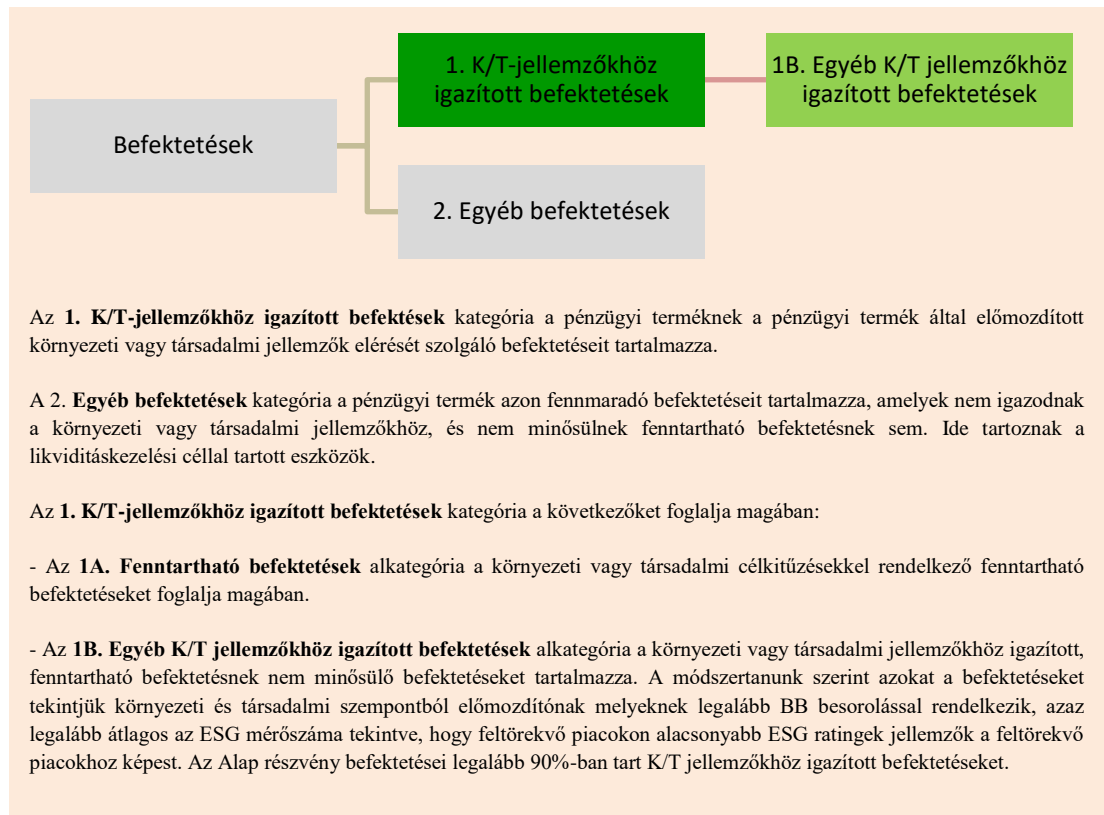 1. K/T-jellemzőkhöz
igazított befektetések
1B. Egyéb K/T jellemzőkhöz
igazított befektetések
Befektetések
2. Egyéb befektetések
Az 1. K/T-jellemzőkhöz igazított befektések kategória a pénzügyi terméknek a pénzügyi termék által előmozdított
környezeti vagy társadalmi jellemzők elérését szolgáló befektetéseit tartalmazza.
A 2. Egyéb befektetések kategória a pénzügyi termék azon fennmaradó befektetéseit tartalmazza, amelyek nem igazodnak
a környezeti vagy társadalmi jellemzőkhöz, és nem minősülnek fenntartható befektetésnek sem. Ide tartoznak a
likviditáskezelési céllal tartott eszközök.
Az 1. K/T-jellemzőkhöz igazított befektetések kategória a következőket foglalja magában:
- Az 1A. Fenntartható befektetések alkategória a környezeti vagy társadalmi célkitűzésekkel rendelkező fenntartható
befektetéseket foglalja magában.
- Az 1B. Egyéb K/T jellemzőkhöz igazított befektetések alkategória a környezeti vagy társadalmi jellemzőkhöz igazított,
fenntartható befektetésnek nem minősülő befektetéseket tartalmazza. A módszertanunk szerint azokat a befektetéseket
tekintjük környezeti és társadalmi szempontból előmozdítónak melyeknek legalább BB besorolással rendelkezik, azaz
legalább átlagos az ESG mérőszáma tekintve, hogy feltörekvő piacokon alacsonyabb ESG ratingek jellemzők a feltörekvő
piacokhoz képest. Az Alap részvény befektetései legalább 90%-ban tart K/T jellemzőkhöz igazított befektetéseket.